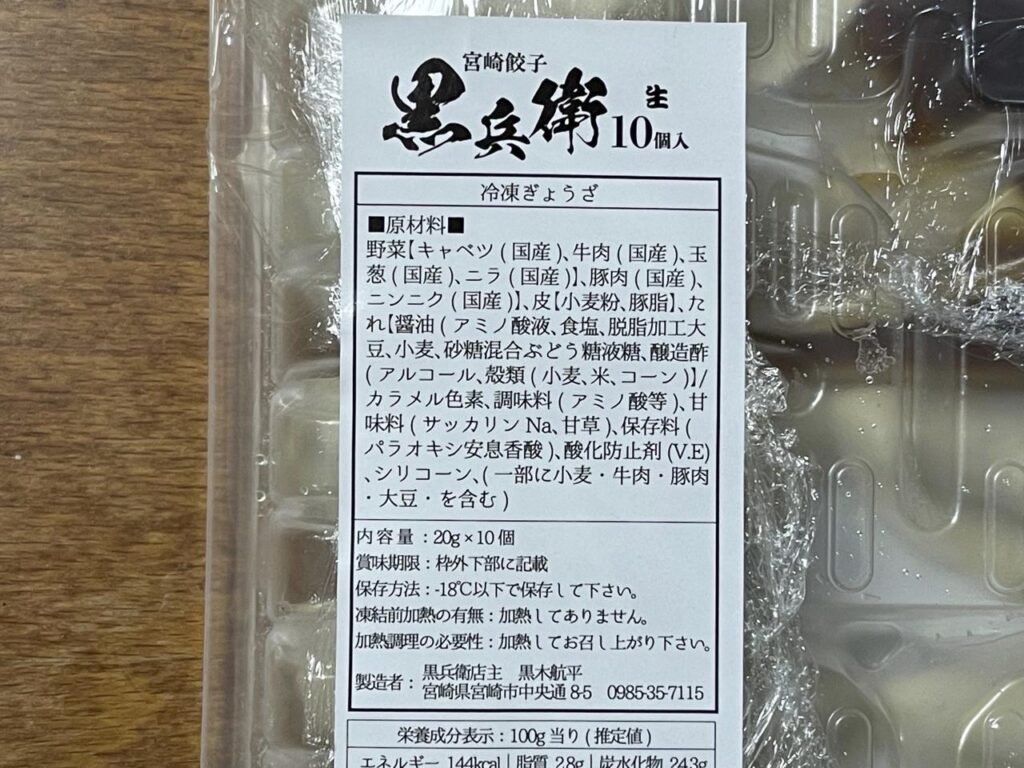 宮崎餃子
黒兵衛 生10個入
冷凍ぎょうざ
■原材料■
野菜【キャベツ(国産)、牛肉(国産)、玉
葱(国産)、ニラ(国産)】、豚肉(国産)、
ニンニク(国産)】、皮【小麦粉、豚脂】、た
れ【醤油(アミノ酸液、食塩、脱脂加工大
豆、小麦、砂糖混合ぶどう糖液糖、醸造酢
(アルコール、殻類(小麦、米、コーン)】/
カラメル色素、調味料(アミノ酸等)、甘
味料(サッカリンNa、甘草)、保存料(
パラオキシ安息香酸)、酸化防止剤(V.E)
、シリコーン、(一部に小麦・牛肉・豚肉
・大豆・を含む)
内容量:20g×10個
賞味期限:枠外下部に記載
保存方法:-18℃以下で保存して下さい。
凍結前加熱の有無:加熱してありません。
加熱調理の必要性:加熱してお召し上がり下さい。
製造者:黒兵衛店主 黒木航平
宮崎県宮崎市中央通8-5 0985-35-7115
栄養成分表示:100g当り(推定値)
エネルギー 144kcal|脂質 2.8g|炭水化物 24.3g